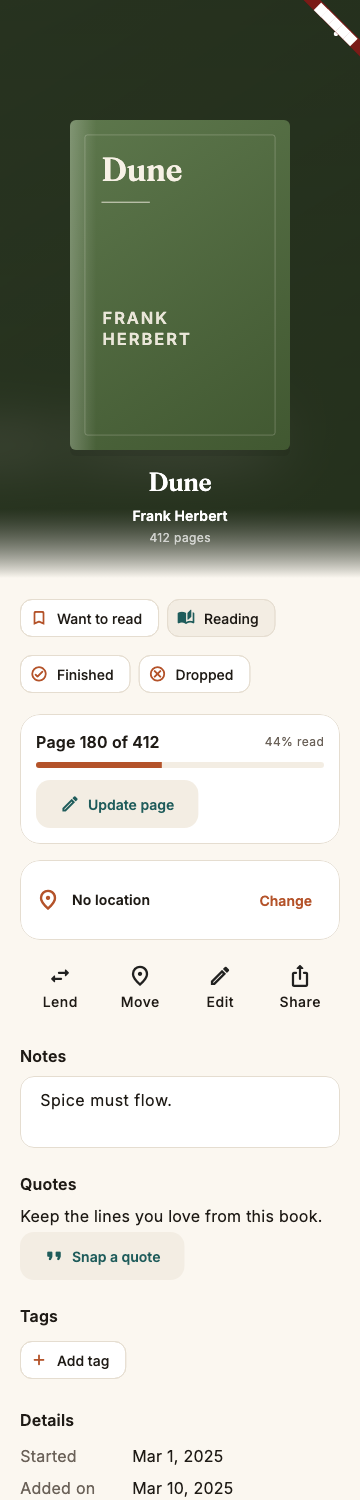 Dune
FRANK
HERBERT
Dune
Frank Herbert
412 pages
Want to read
Reading
Finished
Dropped
Page 180 of 412
44% read
Update page
No location
Change
Lend
Move
Edit
Share
Notes
Spice must flow.
Quotes
Keep the lines you love from this book.
Snap a quote
Tags
Add tag
Details
Started
Mar 1, 2025
Added on
Mar 10, 2025